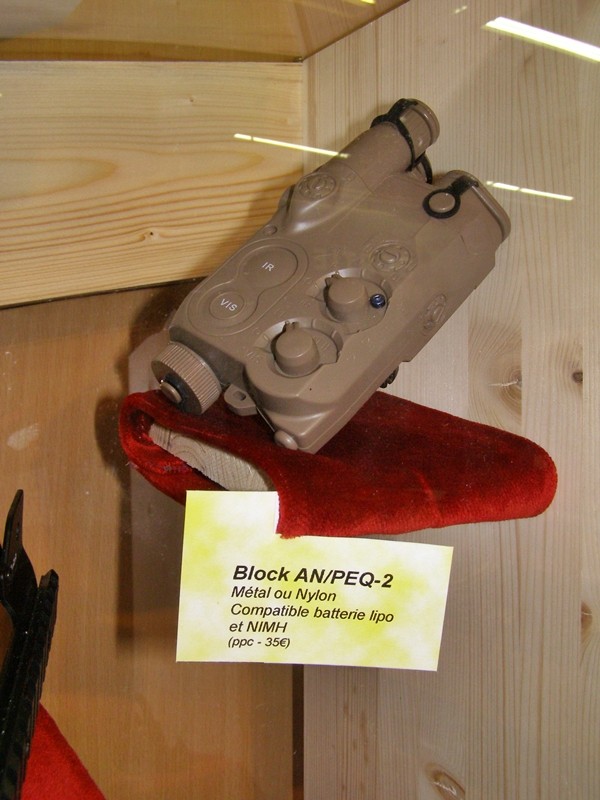 IR
VIS
Block AN/PEQ-2
Métal ou Nylon
Compatible batterie lipo
et NIMH
(ppc - 35€)